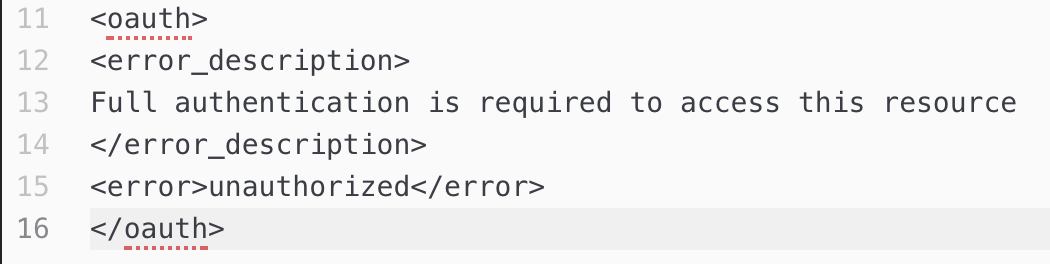 11 <oauth>
12 <error_description>
13 Full authentication is required to access this resource
14 </error_description>
15 <error>unauthorized</error>
16 </oauth>